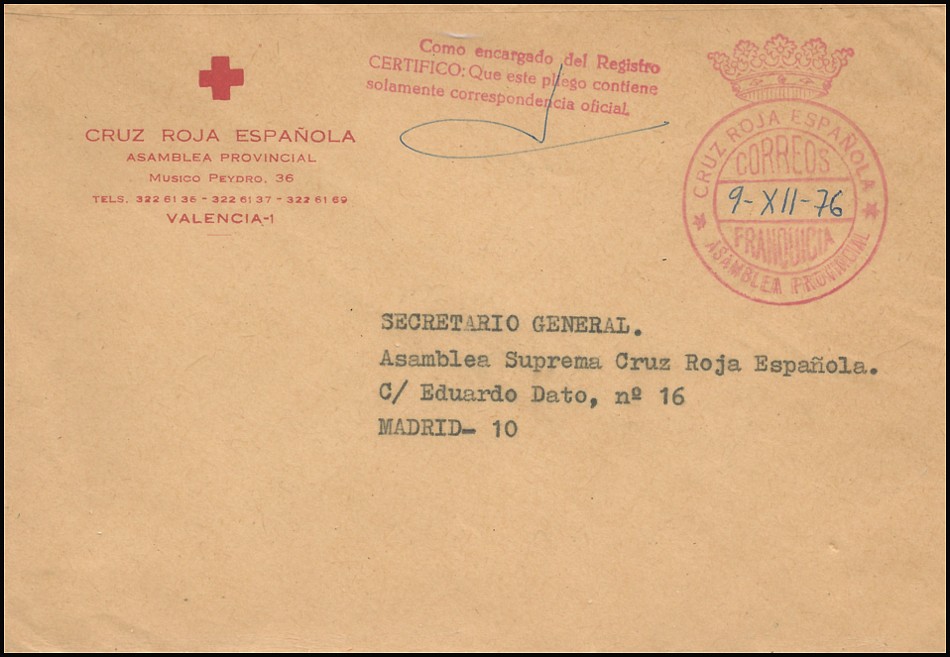 CRUZ ROJA ESPAÑOLA
ASAMBLEA PROVINCIAL
Musico Peydro, 36
TELS. 322 61 36 - 322 61 37 - 322 61 69
VALENCIA-1
Como encargado del Registro
CERTIFICO: Que este pliego contiene
solamente correspondencia oficial.
CRUZ ROJA ESPAÑOLA
CORREOS
9-XII-76
FRANQUICIA
ASAMBLEA PROVINCIAL
SECRETARIO GENERAL.
Asamblea Suprema Cruz Roja Española.
C/ Eduardo Dato, nº 16
MADRID- 10